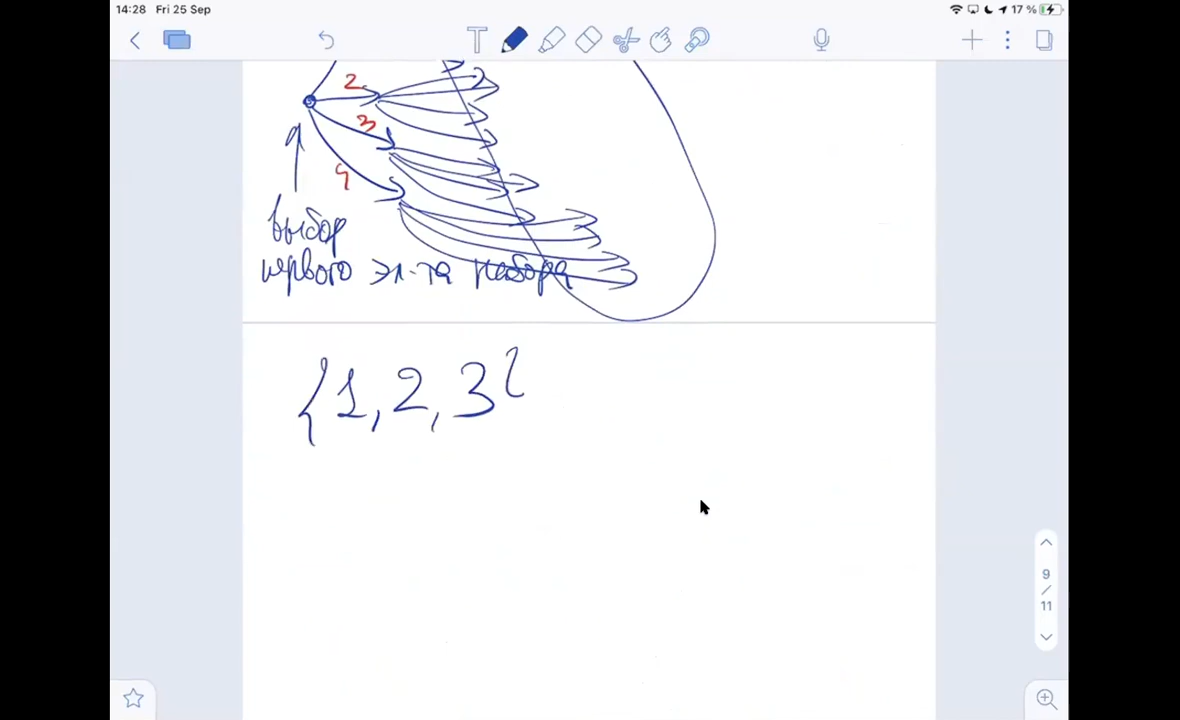 14:28 Fri 25 Sep
17 %
T
2
3
4
выбор
первого эл-та набора
{1, 2, 3}
9
/
11